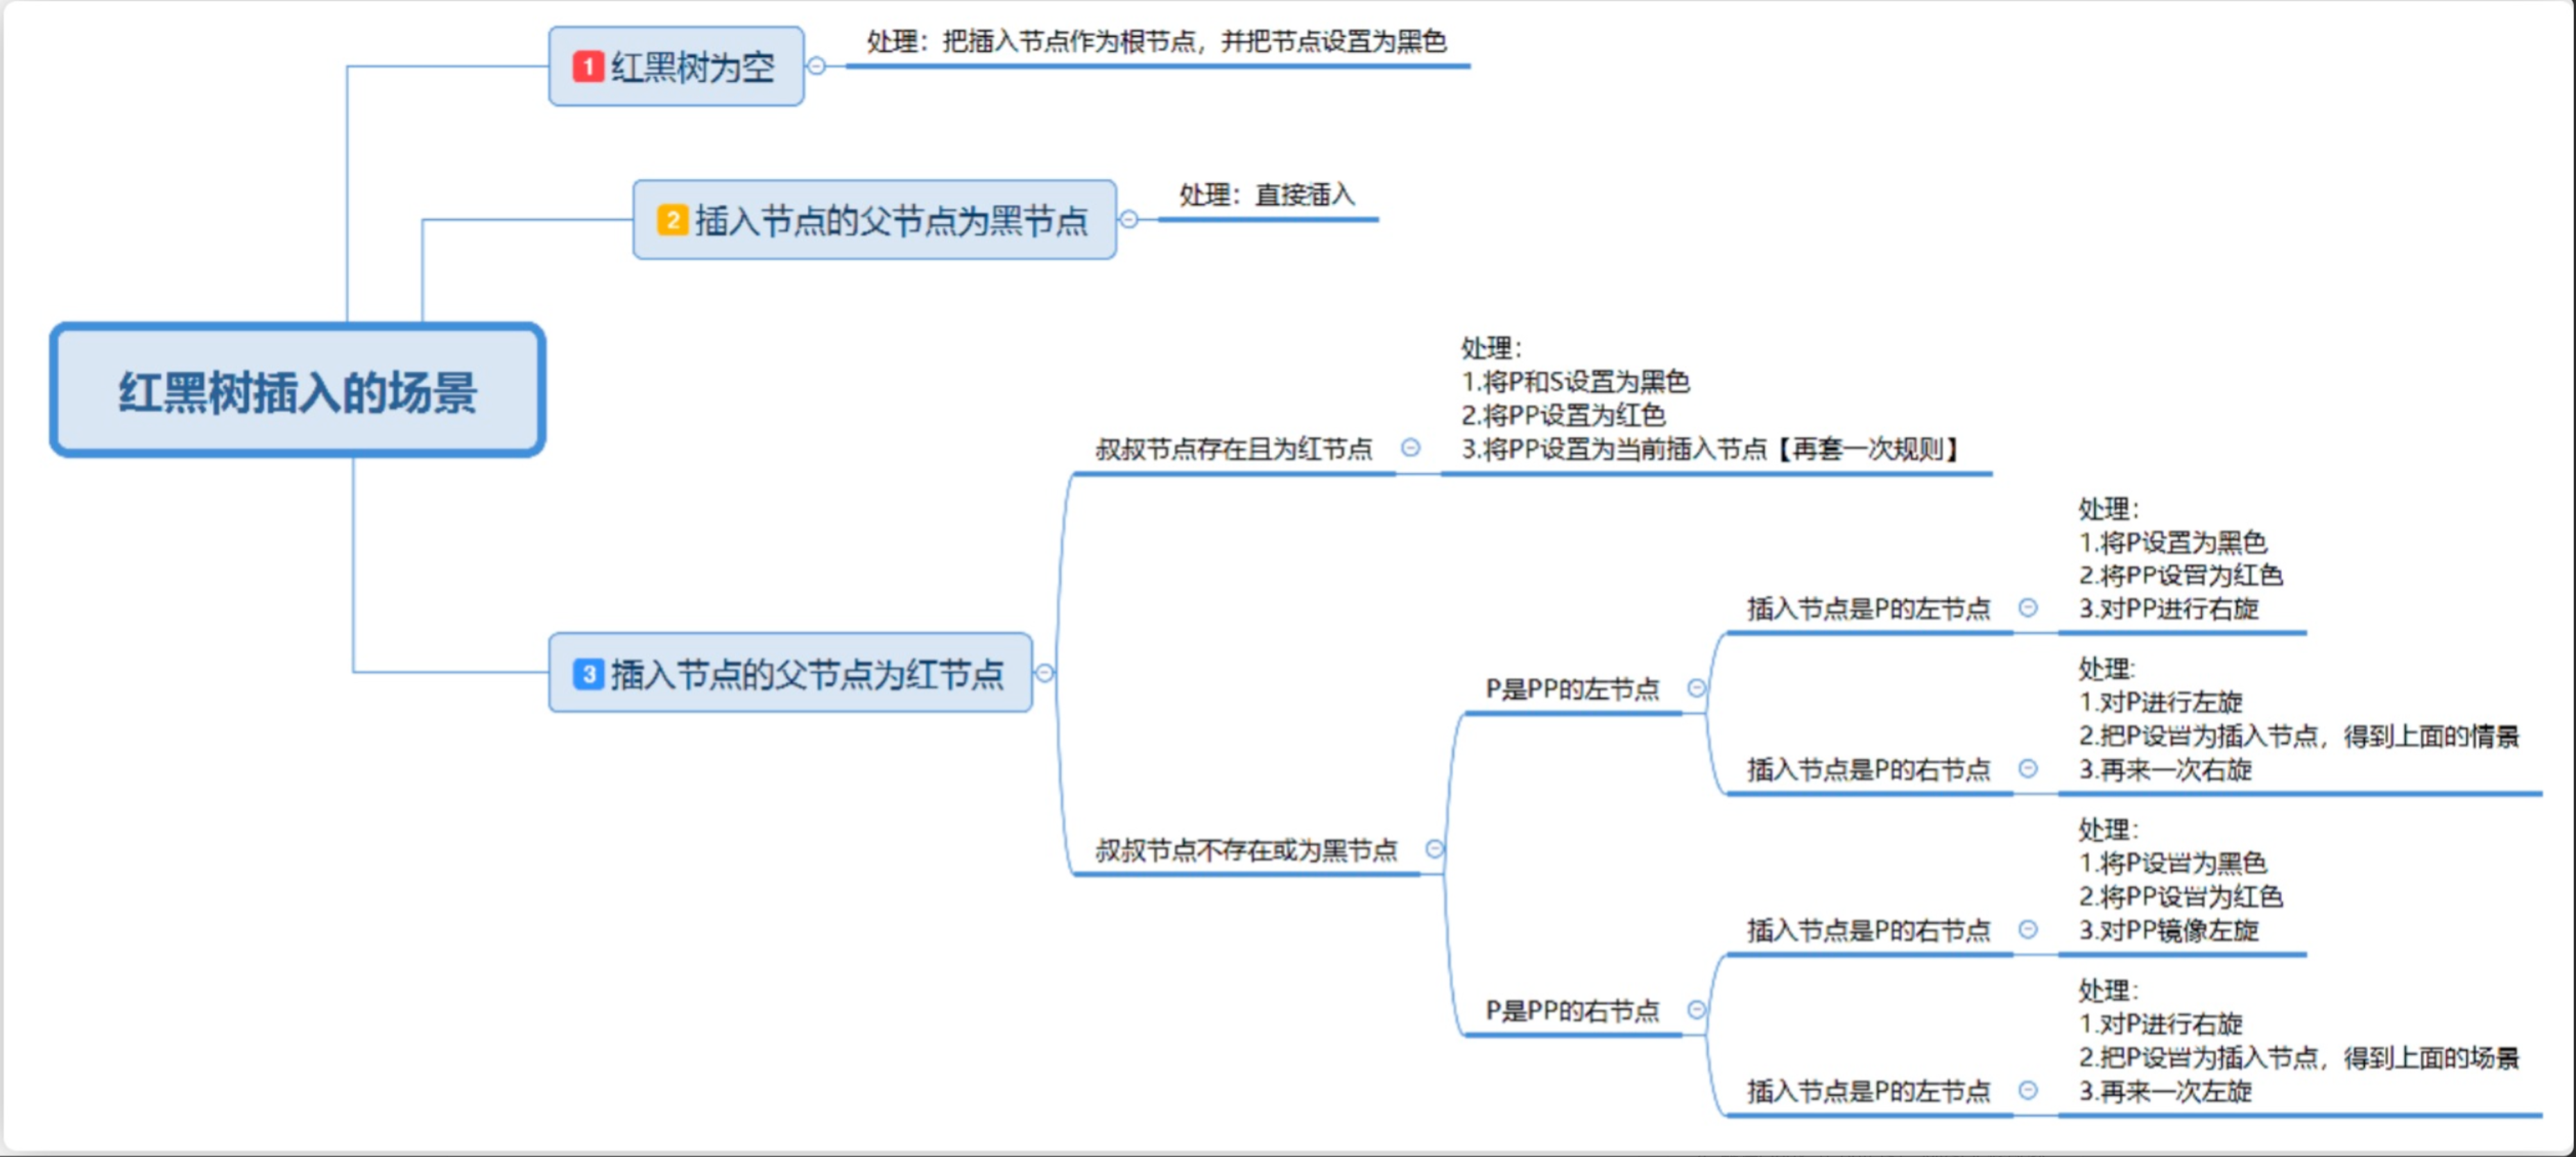 1 红黑树为空
处理：把插入节点作为根节点，并把节点设置为黑色
2 插入节点的父节点为黑节点
处理：直接插入
红黑树插入的场景
3 插入节点的父节点为红节点
叔叔节点存在且为红节点
处理：
1.将P和S设置为黑色
2.将PP设置为红色
3.将PP设置为当前插入节点【再套一次规则】
叔叔节点不存在或为黑节点
P是PP的左节点
插入节点是P的左节点
处理：
1.将P设置为黑色
2.将PP设置为红色
3.对PP进行右旋
插入节点是P的右节点
处理：
1.对P进行左旋
2.把P设置为插入节点，得到上面的情景
3.再来一次右旋
P是PP的右节点
插入节点是P的右节点
处理：
1.将P设置为黑色
2.将PP设置为红色
3.对PP镜像左旋
插入节点是P的左节点
处理：
1.对P进行右旋
2.把P设置为插入节点，得到上面的场景
3.再来一次左旋